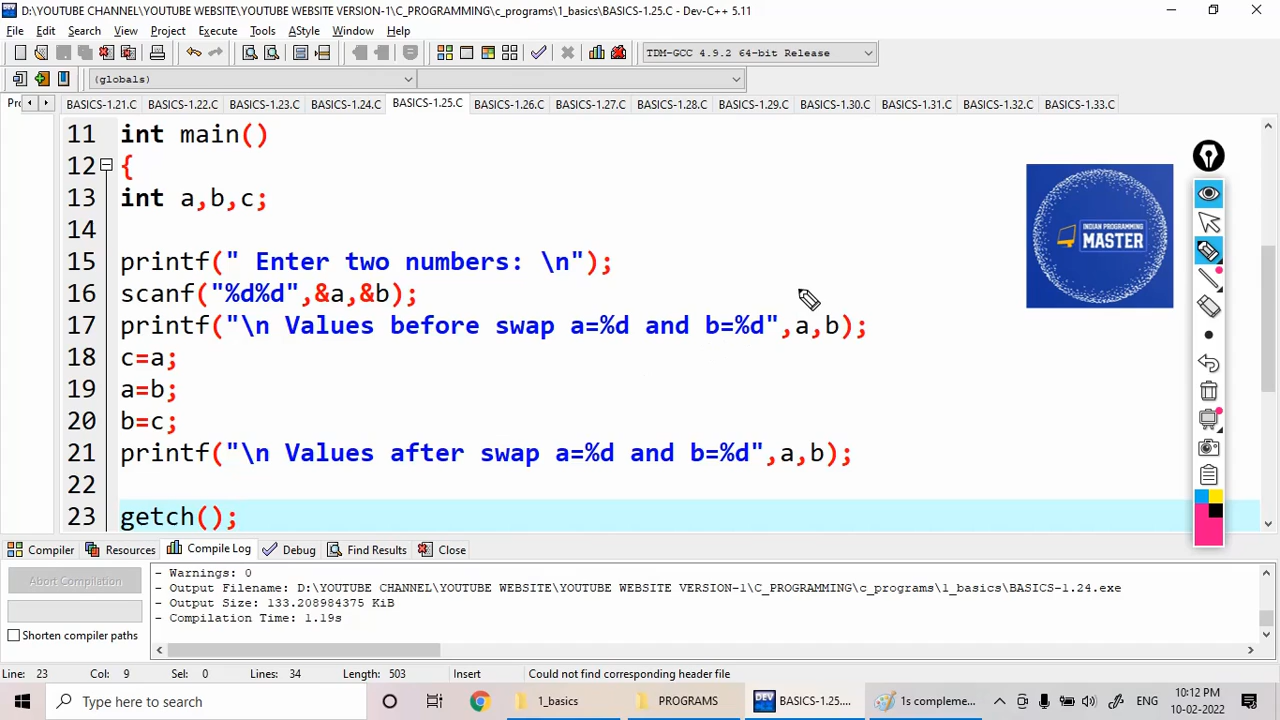 D:\YOUTUBE CHANNEL\YOUTUBE WEBSITE\YOUTUBE WEBSITE VERSION-1\C_PROGRAMMING\c_programs\1_basics\BASICS-1.25.C - Dev-C++ 5.11
File Edit Search View Project Execute Tools AStyle Window Help
TDM-GCC 4.9.2 64-bit Release
(globals)
BASICS-1.21.C BASICS-1.22.C BASICS-1.23.C BASICS-1.24.C BASICS-1.25.C BASICS-1.26.C BASICS-1.27.C BASICS-1.28.C BASICS-1.29.C BASICS-1.30.C BASICS-1.31.C BASICS-1.32.C BASICS-1.33.C
11 int main()
12 {
13 int a,b,c;
14
15 printf(" Enter two numbers: \n");
16 scanf("%d%d",&a,&b);
17 printf("\n Values before swap a=%d and b=%d",a,b);
18 c=a;
19 a=b;
20 b=c;
21 printf("\n Values after swap a=%d and b=%d",a,b);
22
23 getch();
INDIAN PROGRAMMING
MASTER
Compiler Resources Compile Log Debug Find Results Close
Abort Compilation
Shorten compiler paths
- Warnings: 0
- Output Filename: D:\YOUTUBE CHANNEL\YOUTUBE WEBSITE\YOUTUBE WEBSITE VERSION-1\C_PROGRAMMING\c_programs\1_basics\BASICS-1.24.exe
- Output Size: 133.208984375 KiB
- Compilation Time: 1.19s
Line: 23 Col: 9 Sel: 0 Lines: 34 Length: 503 Insert Could not find corresponding header file
Type here to search
1_basics
PROGRAMS
BASICS-1.25....
1s compleme...
10:12 PM
10-02-2022